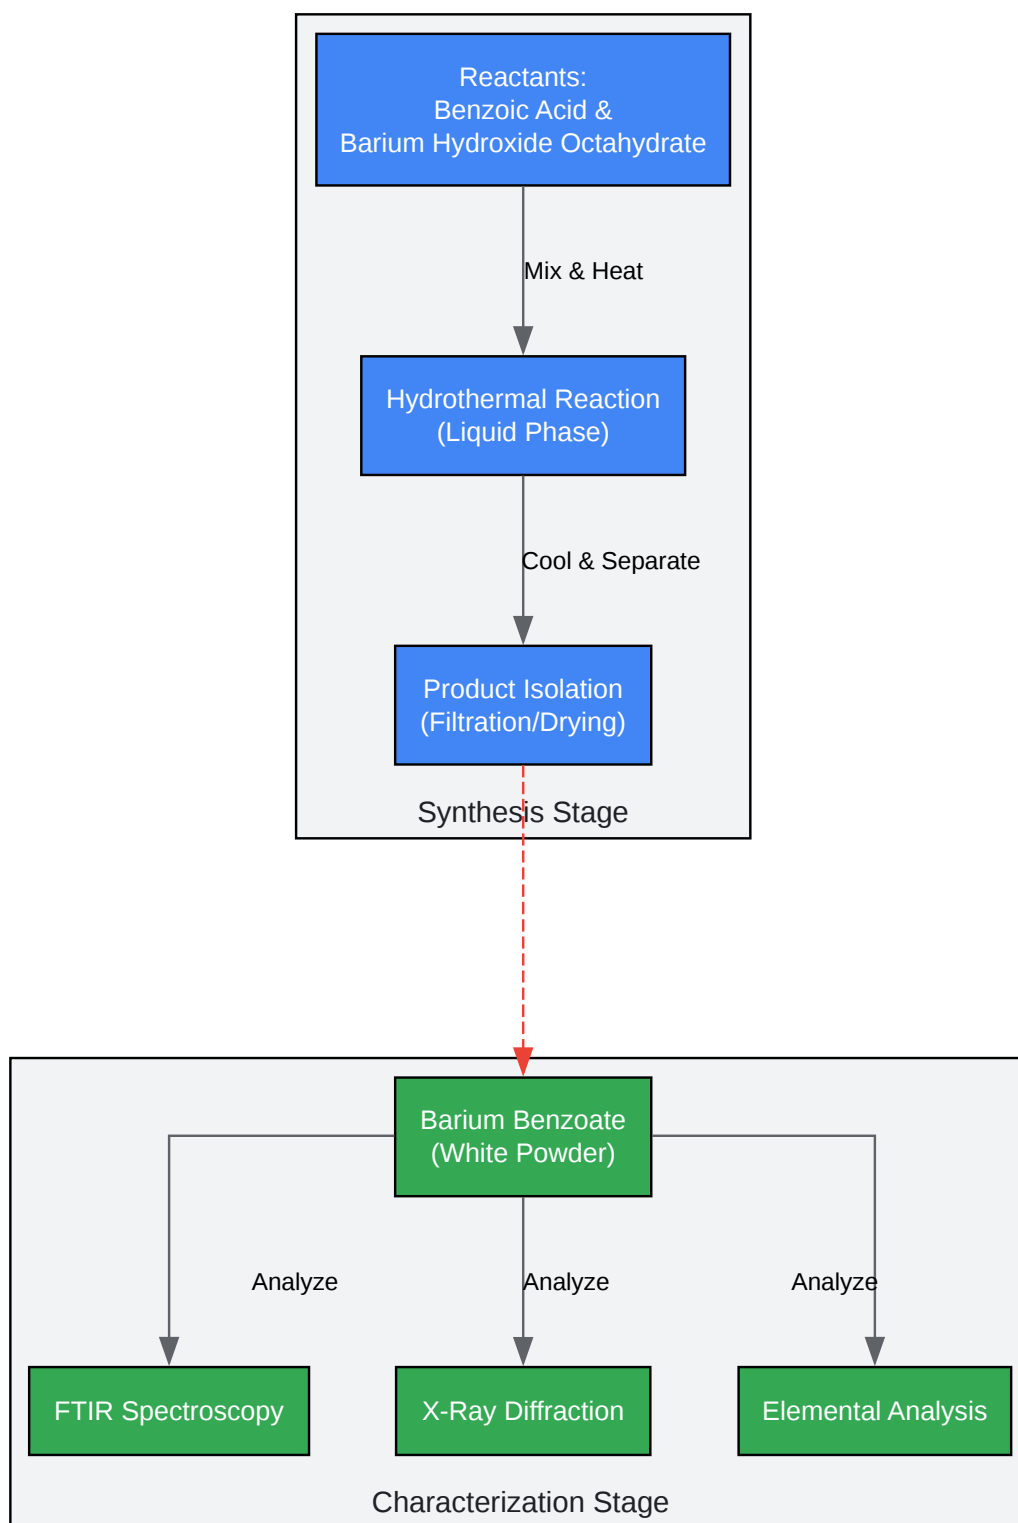 Reactants:
Benzoic Acid &
Barium Hydroxide Octahydrate
Mix & Heat
Hydrothermal Reaction
(Liquid Phase)
Cool & Separate
Product Isolation
(Filtration/Drying)
Synthesis Stage
Barium Benzoate
(White Powder)
Analyze
Analyze
Analyze
FTIR Spectroscopy
X-Ray Diffraction
Elemental Analysis
Characterization Stage